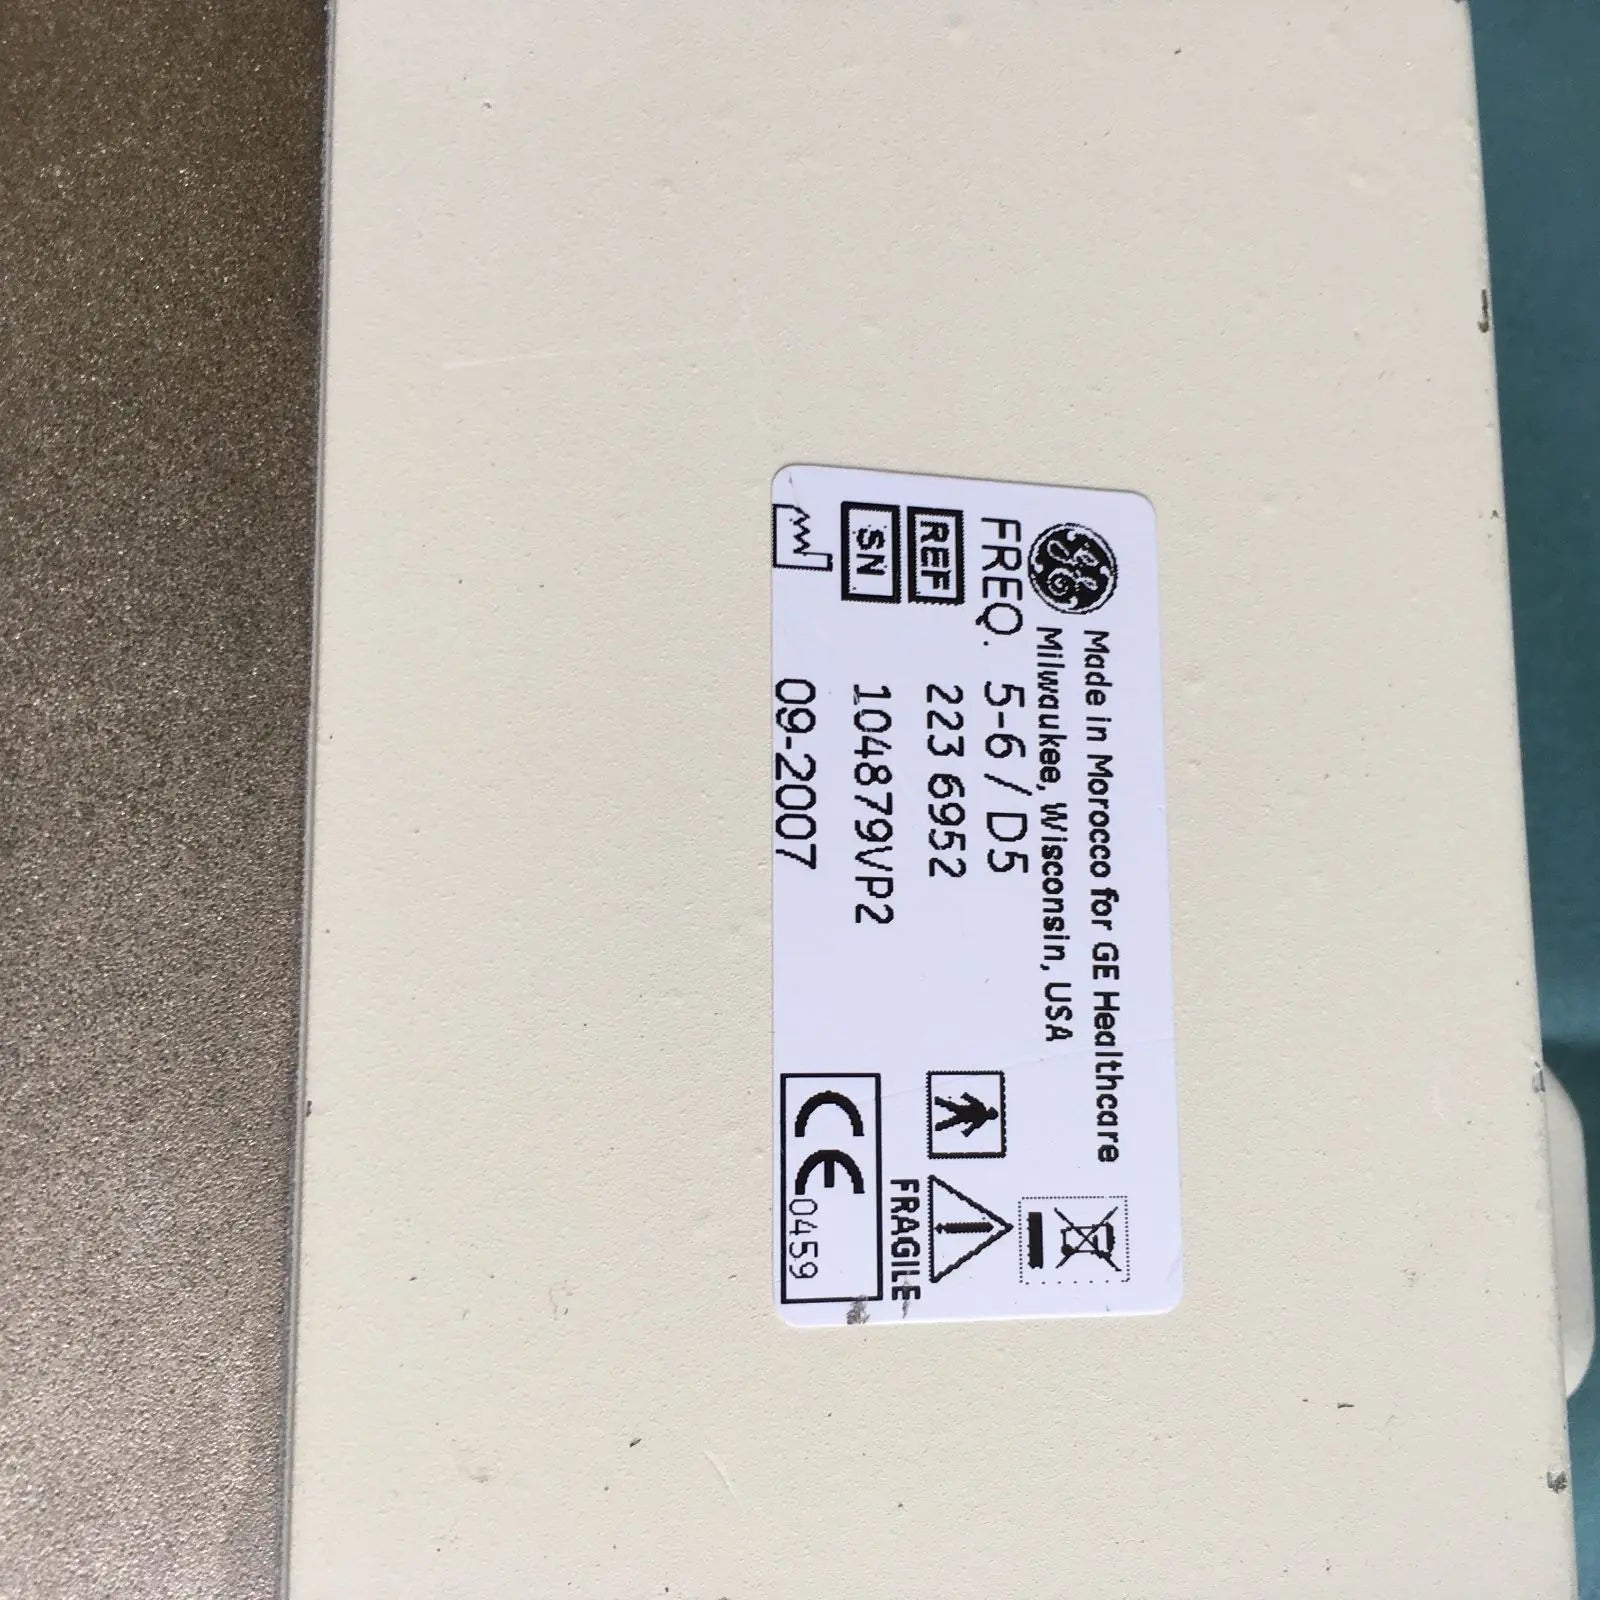 Made in Morocco for GE Healthcare
Milwaukee, Wisconsin, USA
FREQ. 5-6 / D5
REF 223 6952
SN 104879VP2
09-2007
FRAGILE
CE 0459